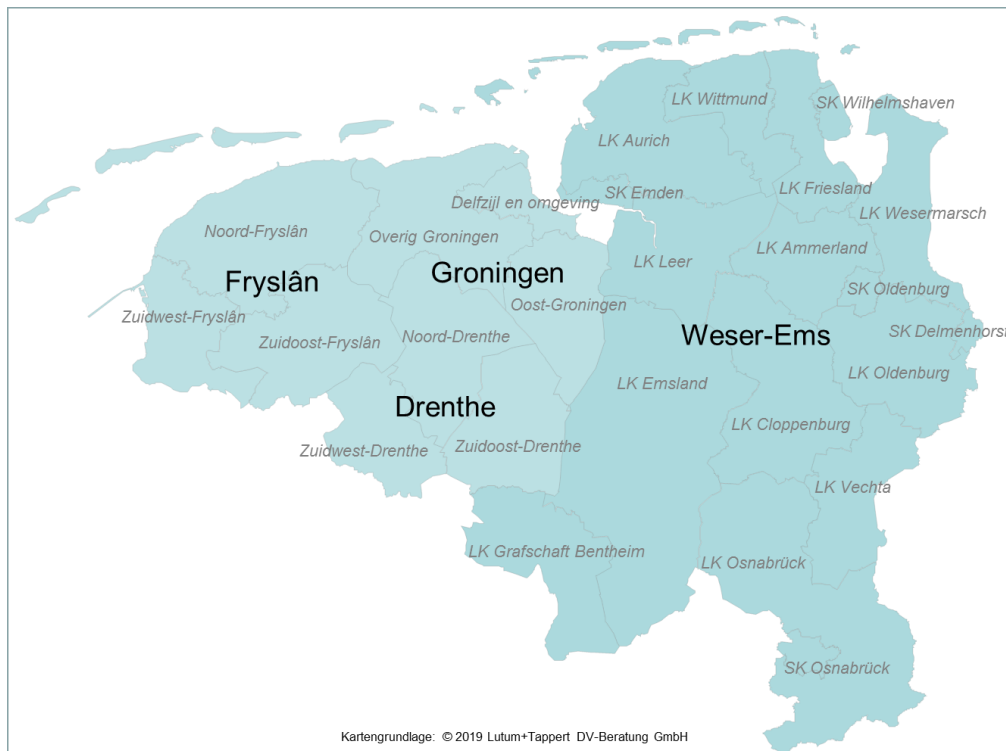 LK Wittmund
SK Wilhelmshaven
LK Aurich
SK Emden
LK Friesland
Delfzijl en omgeving
LK Wesermarsch
Noord-Fryslân
Overig Groningen
LK Ammerland
LK Leer
Groningen
Fryslân
SK Oldenburg
Oost-Groningen
Zuidwest-Fryslân
SK Delmenhorst
Weser-Ems
Noord-Drenthe
Zuidoost-Fryslân
LK Oldenburg
LK Emsland
Drenthe
LK Cloppenburg
Zuidoost-Drenthe
Zuidwest-Drenthe
LK Vechta
LK Grafschaft Bentheim
LK Osnabrück
SK Osnabrück
Kartengrundlage: © 2019 Lutum+Tappert DV-Beratung GmbH